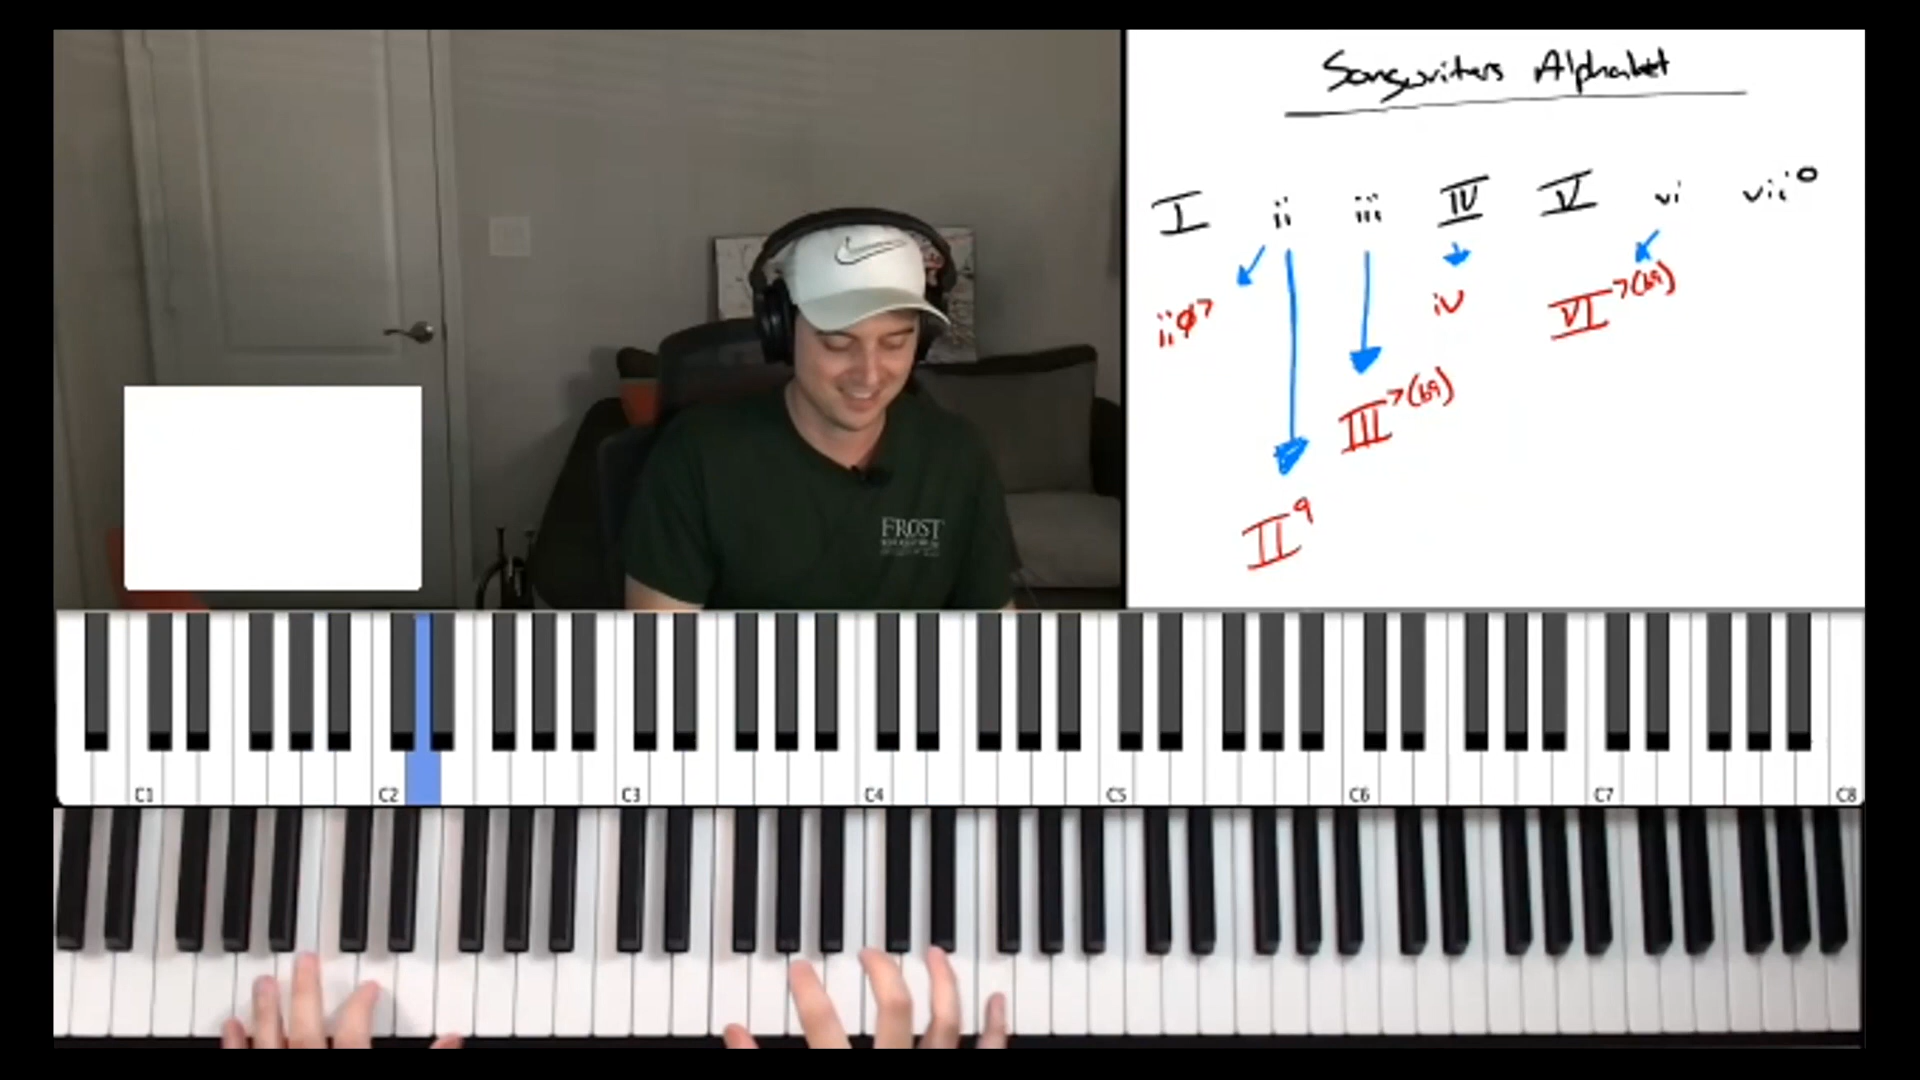 Songwriters Alphabet
I ii iii IV V vi vii°
iiø7 iv VI7(b9)
III7(b9)
II9
FROST
C1 C2 C3 C4 C5 C6 C7 C8